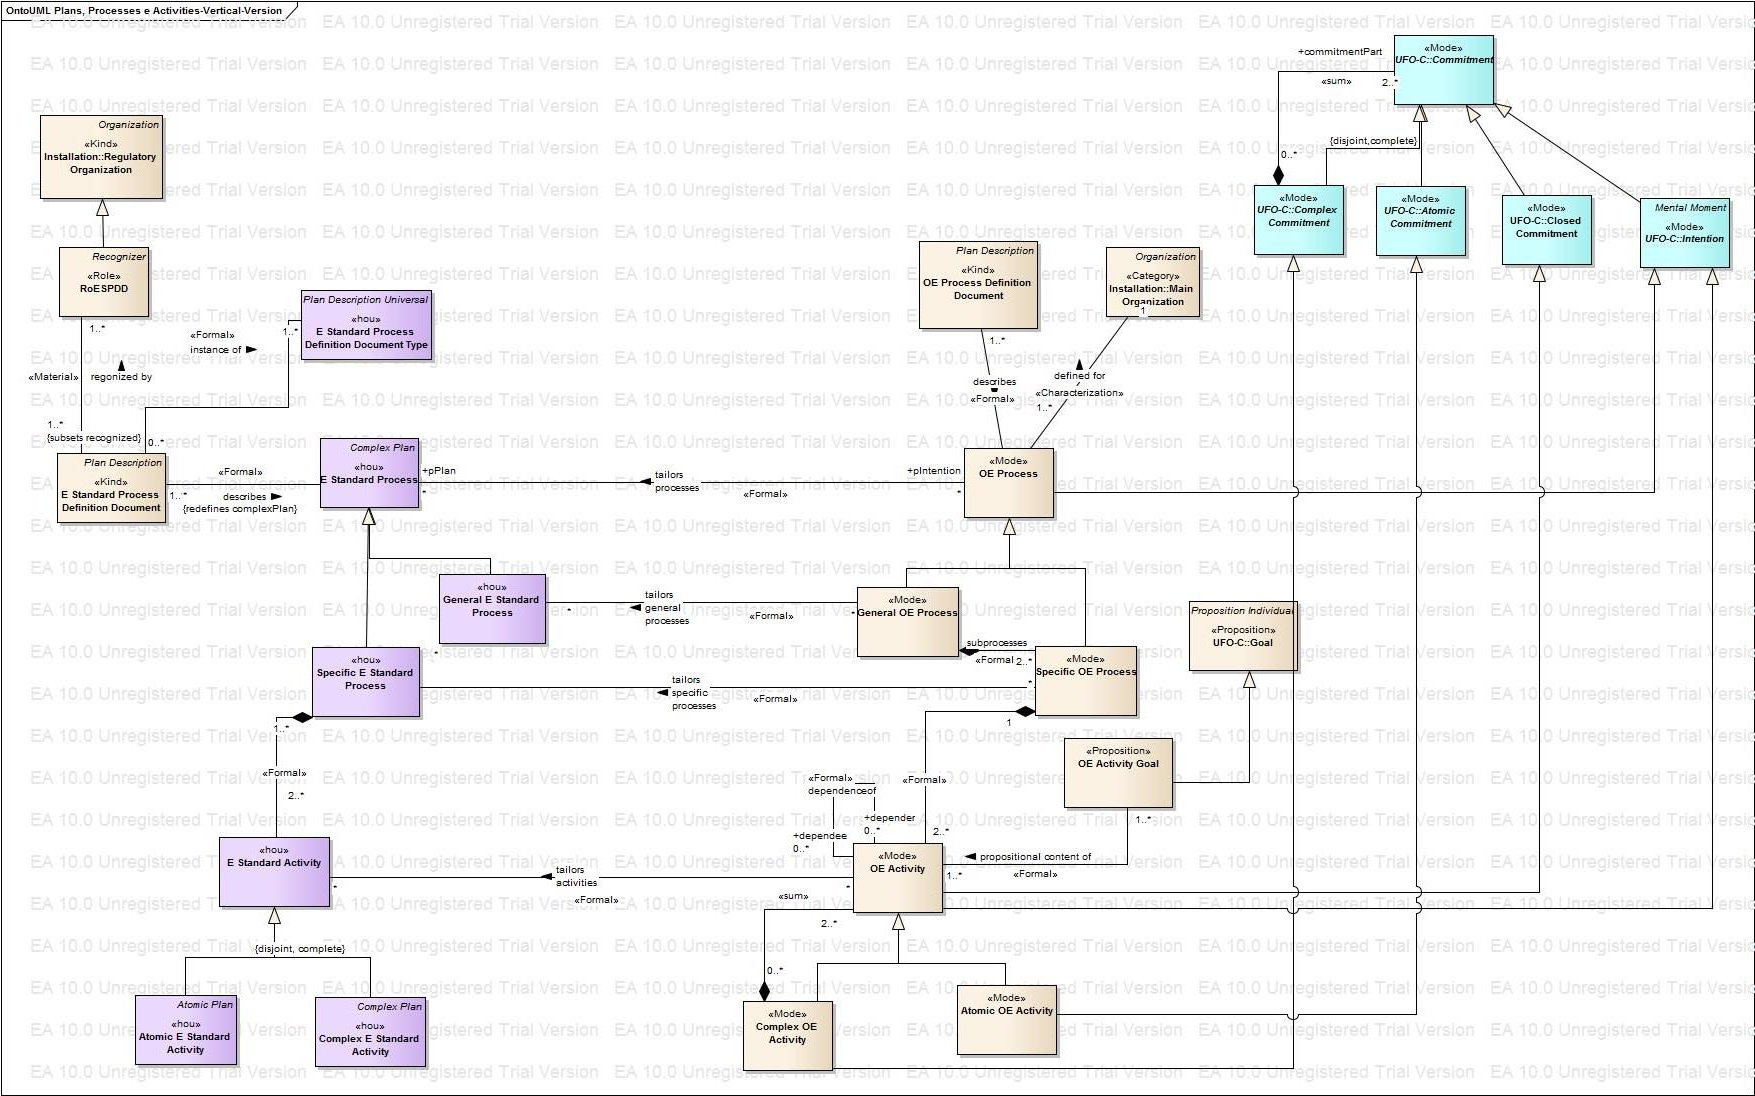 OntoUML Plans, Processes e Activities-Vertical-Version
EA 10.0 Unregistered Trial Version
+commitmentPart
«sum»
2..*
«Mode»
UFO-C::Commitment
0..*
{disjoint,complete}
Organization
«Kind»
Installation::Regulatory
Organization
«Mode»
UFO-C::Complex
Commitment
«Mode»
UFO-C::Atomic
Commitment
«Mode»
UFO-C::Closed
Commitment
Mental Moment
«Mode»
UFO-C::Intention
Recognizer
«Role»
RoESPDD
1..*
Plan Description Universal
«hou»
E Standard Process
Definition Document Type
1..*
«Formal»
instance of
«Material»
regonized by
1..*
{subsets recognized}
0..*
Plan Description
«Kind»
OE Process Definition
Document
1..*
describes
«Formal»
Organization
«Category»
Installation::Main
Organization
1
defined for
«Characterization»
1..*
Plan Description
«Kind»
E Standard Process
Definition Document
«Formal»
1..*
describes
{redefines complexPlan}
Complex Plan
«hou»
E Standard Process
+pPlan
*
tailors
processes
«Formal»
+pIntention
*
«Mode»
OE Process
«hou»
General E Standard
Process
*
tailors
general
processes
«Formal»
*
«Mode»
General OE Process
subprocesses
«Formal
2..*
«hou»
Specific E Standard
Process
*
tailors
specific
processes
«Formal»
*
«Mode»
Specific OE Process
1
Proposition Individual
«Proposition»
UFO-C::Goal
1..*
«Formal»
2..*
«Proposition»
OE Activity Goal
1..*
«Formal»
dependenceof
+depender
0..*
+dependee
0..*
«Formal»
2..*
«hou»
E Standard Activity
*
tailors
activities
«Formal»
*
«Mode»
OE Activity
propositional content of
1..*
«Formal»
«sum»
2..*
0..*
{disjoint, complete}
Atomic Plan
«hou»
Atomic E Standard
Activity
Complex Plan
«hou»
Complex E Standard
Activity
«Mode»
Complex OE
Activity
«Mode»
Atomic OE Activity